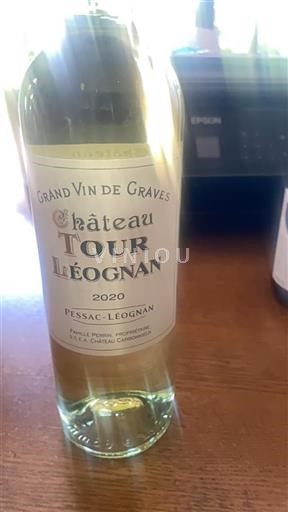 GRAND VIN DE GRAVES
Château
TOUR
LÉOGNAN
VINIOU
2020
PESSAC-LÉOGNAN
FAMILLE PERRIN, PROPRIÉTAIRE
S.C.E.A. CHÂTEAU CARBONNIEUX
EPSON